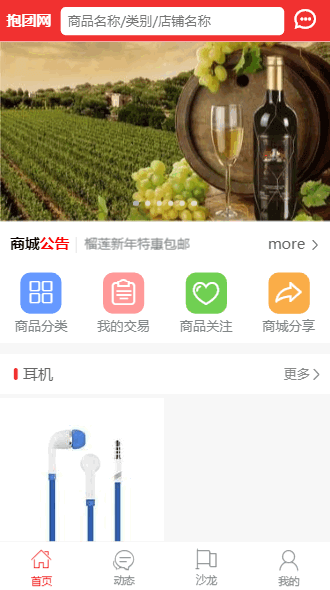 抱团网
商品名称/类别/店铺名称
商城公告 榴莲新年特惠包邮 more
商品分类 我的交易 商品关注 商城分享
耳机 更多
首页 动态 沙龙 我的